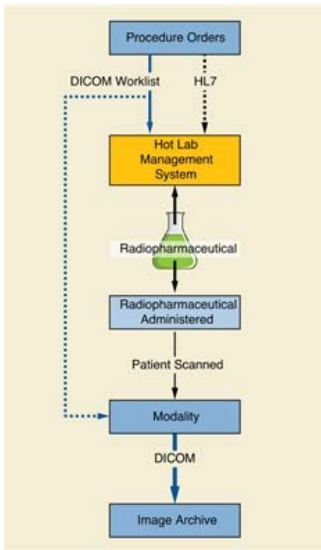 Procedure Orders
DICOM Worklist
HL7
Hot Lab
Management
System
Radiopharmaceutical
Radiopharmaceutical
Administered
Patient Scanned
Modality
DICOM
Image Archive